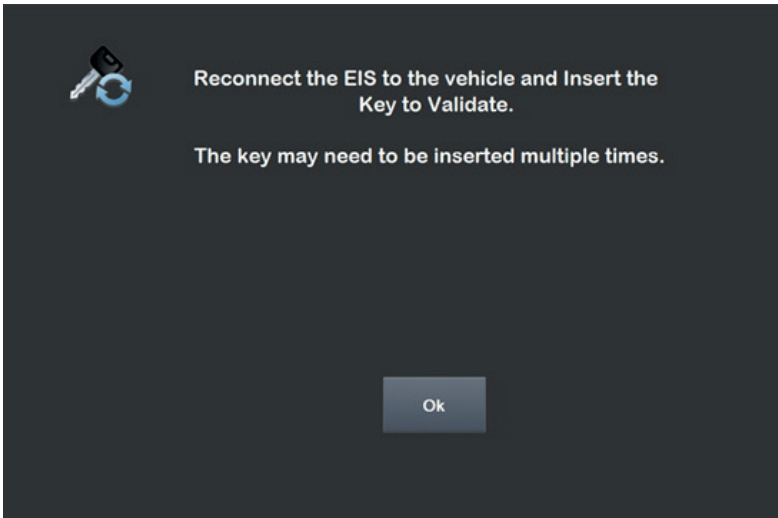 Reconnect the EIS to the vehicle and Insert the
Key to Validate.
The key may need to be inserted multiple times.
Ok